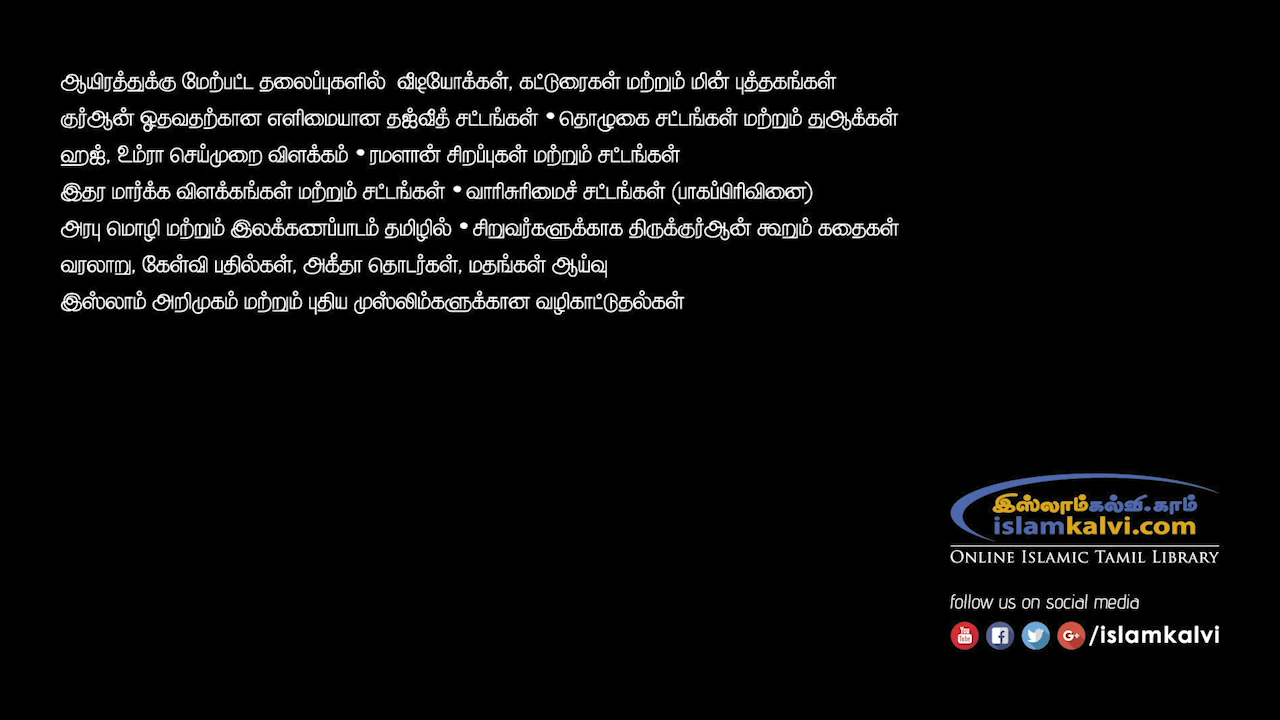 ஆயிரத்துக்கு மேற்பட்ட தலைப்புகளில் வீடியோக்கள், கட்டுரைகள் மற்றும் மின் புத்தகங்கள்
குர்ஆன் ஓதவதற்கான எளிமையான தஜ்வீத் சட்டங்கள் • தொழுகை சட்டங்கள் மற்றும் துஆக்கள்
ஹஜ், உம்ரா செய்முறை விளக்கம் • ரமளான் சிறப்புகள் மற்றும் சட்டங்கள்
இதர மார்க்க விளக்கங்கள் மற்றும் சட்டங்கள் • வாரிசுரிமைச் சட்டங்கள் (பாகப்பிரிவினை)
அரபு மொழி மற்றும் இலக்கணப்பாடம் தமிழில் • சிறுவர்களுக்காக திருக்குர்ஆன் கூறும் கதைகள்
வரலாறு, கேள்வி பதில்கள், அகீதா தொடர்கள், மதங்கள் ஆய்வு
இஸ்லாம் அறிமுகம் மற்றும் புதிய முஸ்லிம்களுக்கான வழிகாட்டுதல்கள்
இஸ்லாம்கல்வி.காம்
islamkalvi.com
ONLINE ISLAMIC TAMIL LIBRARY
follow us on social media
You Tube f G+ /islamkalvi